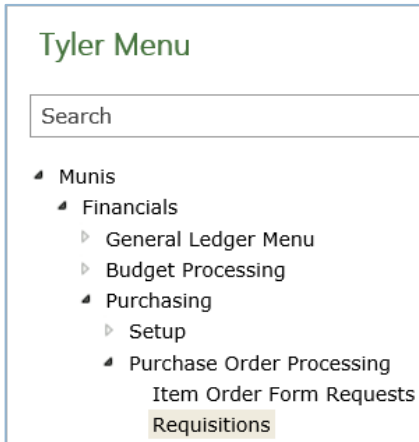 Tyler Menu
Search
Munis
Financials
General Ledger Menu
Budget Processing
Purchasing
Setup
Purchase Order Processing
Item Order Form Requests
Requisitions